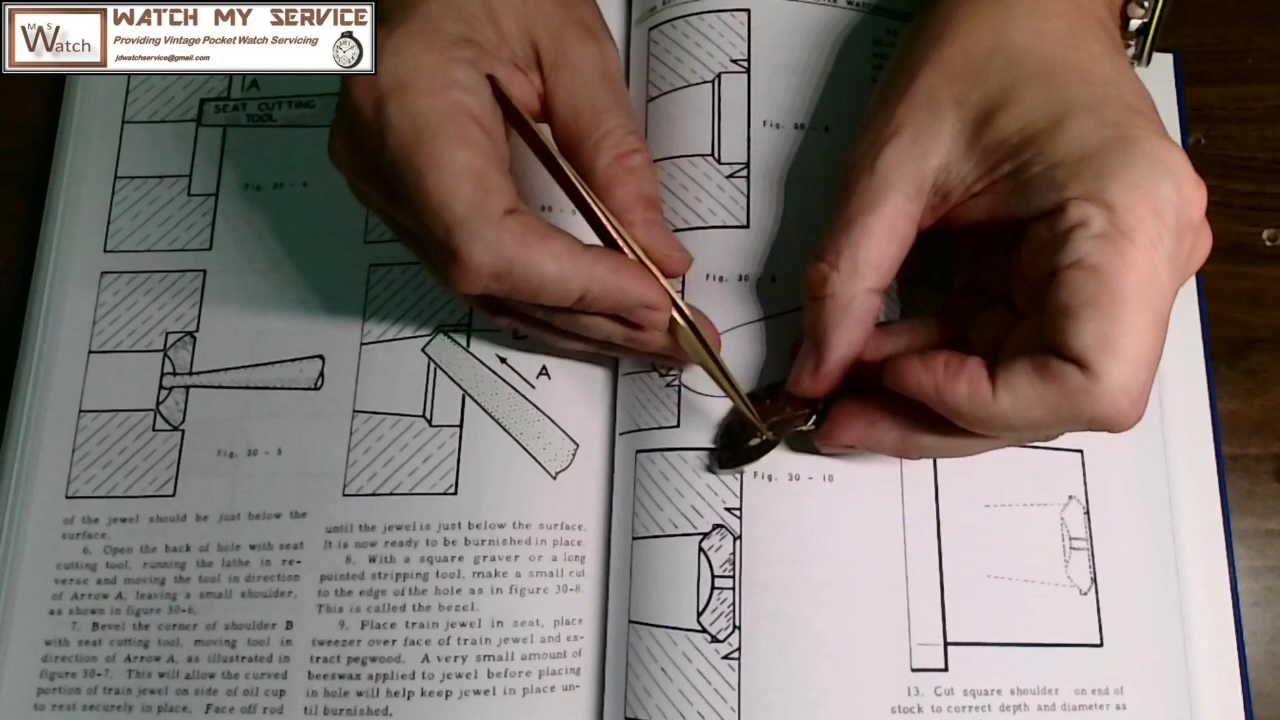 M S
Watch
WATCH MY SERVICE
Providing Vintage Pocket Watch Servicing
jdwatchservice@gmail.com
A
SEAT CUTTING
TOOL
A
Fig. 30 - 10
of the jewel should be just below the
surface.
6. Open the back of hole with seat
cutting tool, running the lathe in re-
verse and moving the tool in direction
of Arrow A, leaving a small shoulder,
as shown in figure 30-6.
7. Bevel the corner of shoulder B
with seat cutting tool, moving tool in
direction of Arrow A, as illustrated in
figure 30-7. This will allow the curved
portion of train jewel on side of oil cup
to rest securely in place. Face off rod
until the jewel is just below the surface.
It is now ready to be burnished in place.
8. With a square graver or a long
pointed stripping tool, make a small cut
to the edge of the hole as in figure 30-8.
This is called the bezel.
9. Place train jewel in seat, place
tweezer over face of train jewel and ex-
tract pegwood. A very small amount of
beeswax applied to jewel before placing
in hole will help keep jewel in place un-
til burnished.
13. Cut square shoulder on end of
stock to correct depth and diameter as